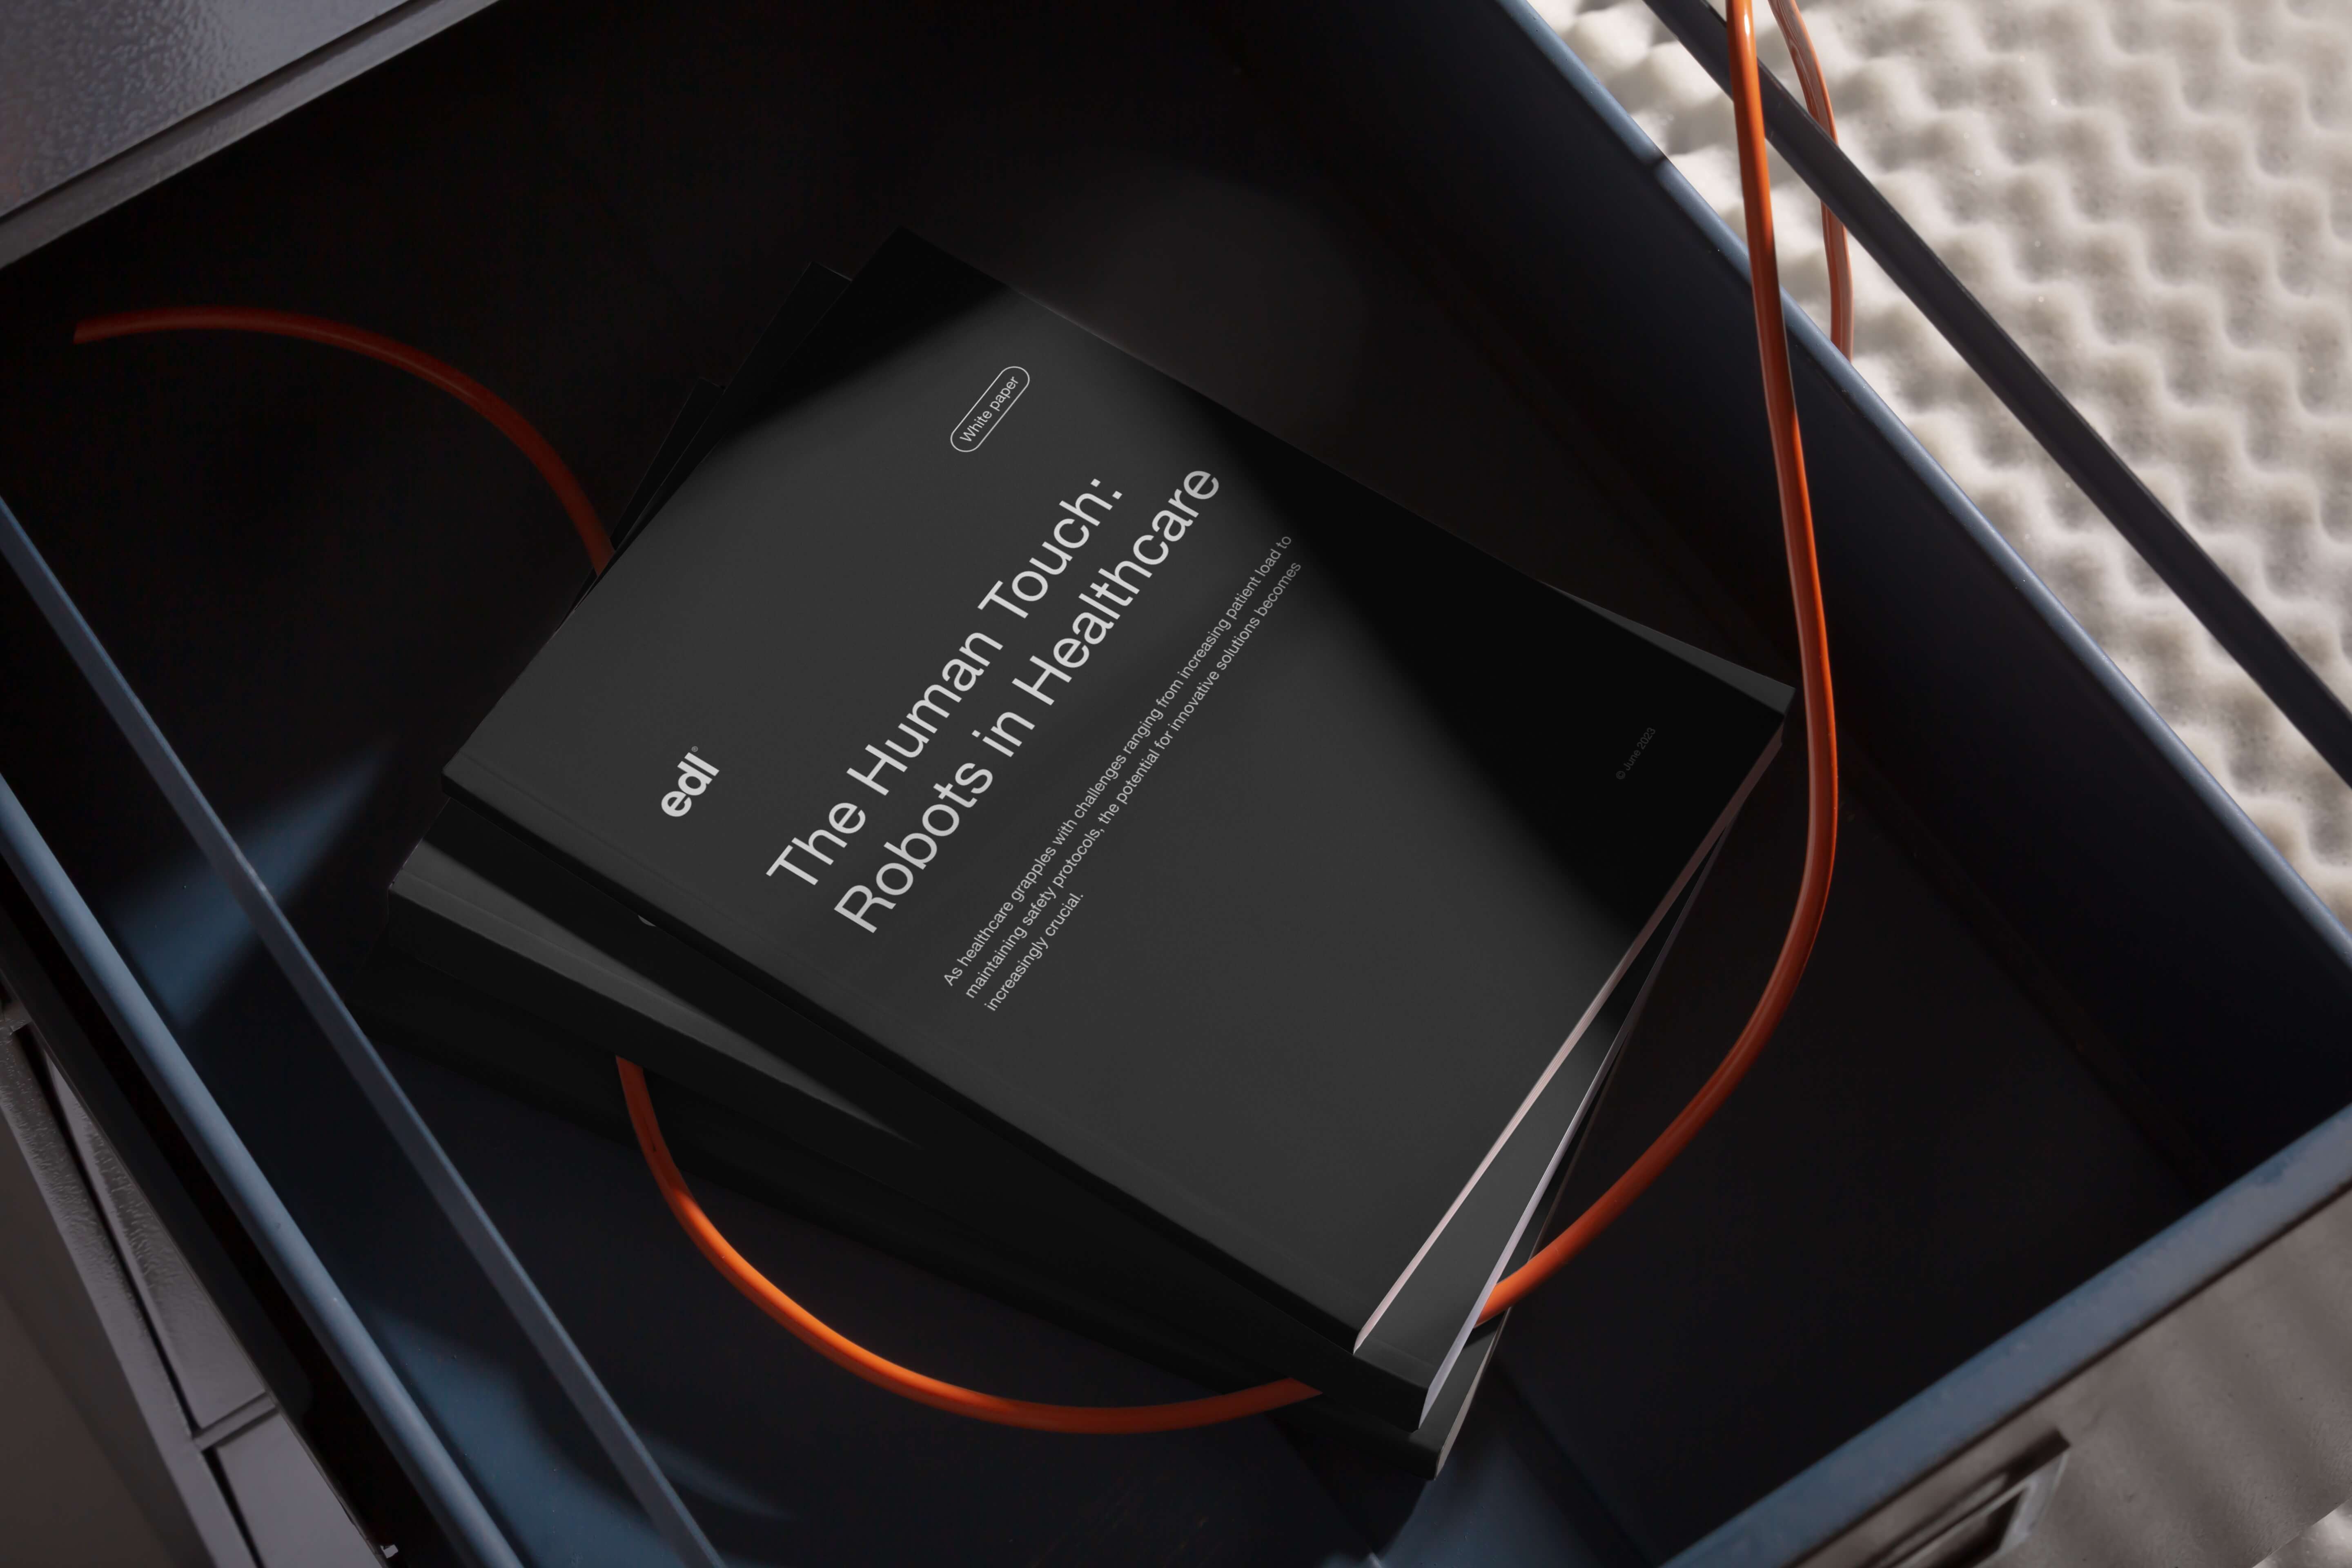 edl®
White paper
The Human Touch:
Robots in Healthcare
As healthcare grapples with challenges ranging from increasing patient load to
maintaining safety protocols, the potential for innovative solutions becomes
increasingly crucial.
© June 2023